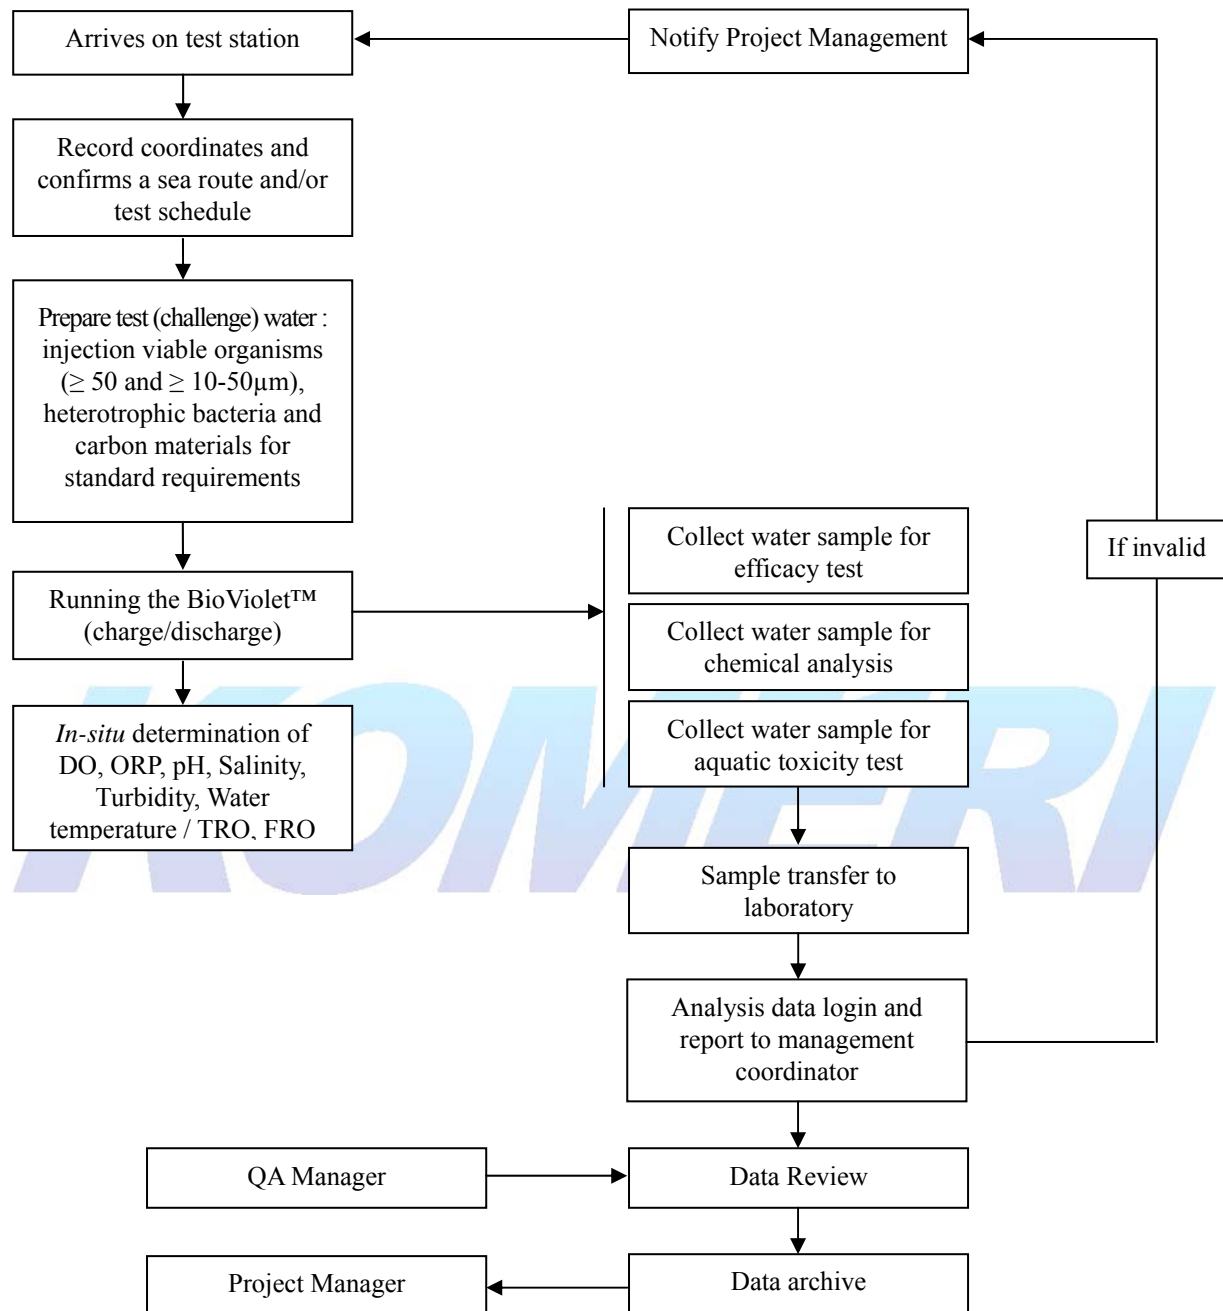 Arrives on test station
Notify Project Management
Record coordinates and
confirms a sea route and/or
test schedule
Prepare test (challenge) water :
injection viable organisms
(≥ 50 and ≥ 10-50µm),
heterotrophic bacteria and
carbon materials for
standard requirements
Running the BioViolet™
(charge/discharge)
In-situ determination of
DO, ORP, pH, Salinity,
Turbidity, Water
temperature / TRO, FRO
Collect water sample for
efficacy test
Collect water sample for
chemical analysis
Collect water sample for
aquatic toxicity test
If invalid
Sample transfer to
laboratory
Analysis data login and
report to management
coordinator
QA Manager
Data Review
Project Manager
Data archive
KOMERI